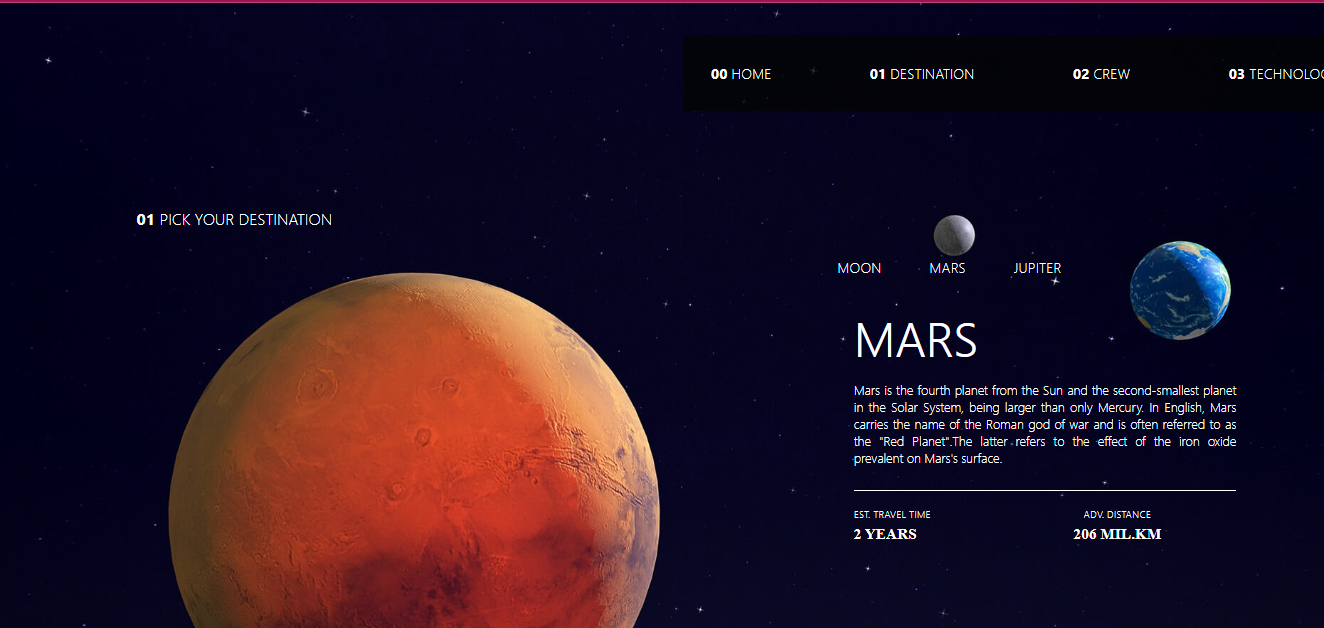 00 HOME 01 DESTINATION 02 CREW 03 TECHNOLO
01 PICK YOUR DESTINATION
MOON MARS JUPITER
MARS
Mars is the fourth planet from the Sun and the second-smallest planet
in the Solar System, being larger than only Mercury. In English, Mars
carries the name of the Roman god of war and is often referred to as
the "Red Planet".The latter refers to the effect of the iron oxide
prevalent on Mars's surface.
EST. TRAVEL TIME ADV. DISTANCE
2 YEARS 206 MIL.KM